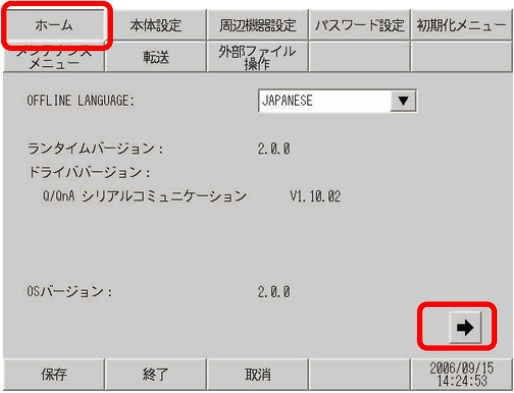 ホーム 本体設定 周辺機器設定 パスワード設定 初期化メニュー
メンテナンス
メニュー 転送 外部ファイル
操作
OFFLINE LANGUAGE: JAPANESE
ランタイムバージョン : 2.0.0
ドライババージョン :
Q/QnA シリアルコミュニケーション V1.10.02
OSバージョン : 2.0.0
保存 終了 取消 2006/09/15
14:24:53